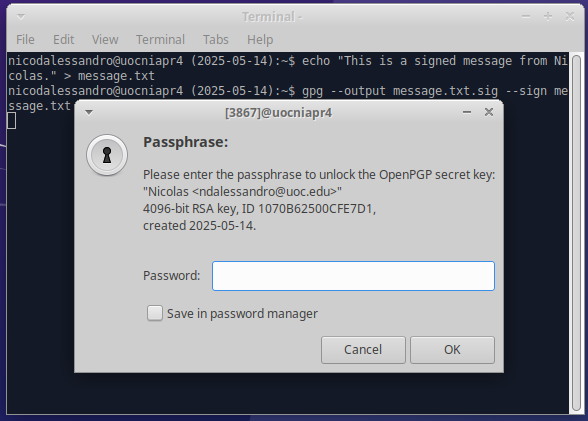 Terminal -
File Edit View Terminal Tabs Help
nicodalessandro@uocniapr4 (2025-05-14):~$ echo "This is a signed message from Ni
colas." > message.txt
nicodalessandro@uocniapr4 (2025-05-14):~$ gpg --output message.txt.sig --sign me
ssage.txt
[3867]@uocniapr4
Passphrase:
Please enter the passphrase to unlock the OpenPGP secret key:
"Nicolas <ndalessandro@uoc.edu>"
4096-bit RSA key, ID 1070B62500CFE7D1,
created 2025-05-14.
Password:
Save in password manager
Cancel OK